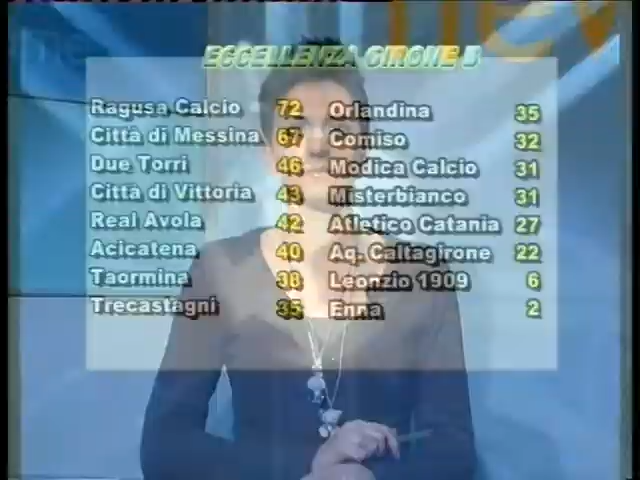 ECCELLENZA GIRONE B
Ragusa Calcio 72
Città di Messina 67
Due Torri 46
Città di Vittoria 43
Real Avola 42
Acicatena 40
Taormina 38
Trecastagni 35
Orlandina 35
Comiso 32
Modica Calcio 31
Misterbianco 31
Atletico Catania 27
Aq. Caltagirone 22
Leonzio 1909 6
Enna 2